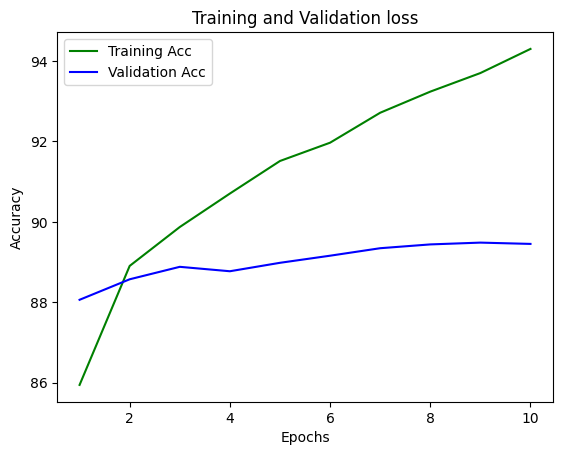 Training and Validation loss
Training Acc
Validation Acc
Accuracy
94
92
90
88
86
2 4 6 8 10
Epochs